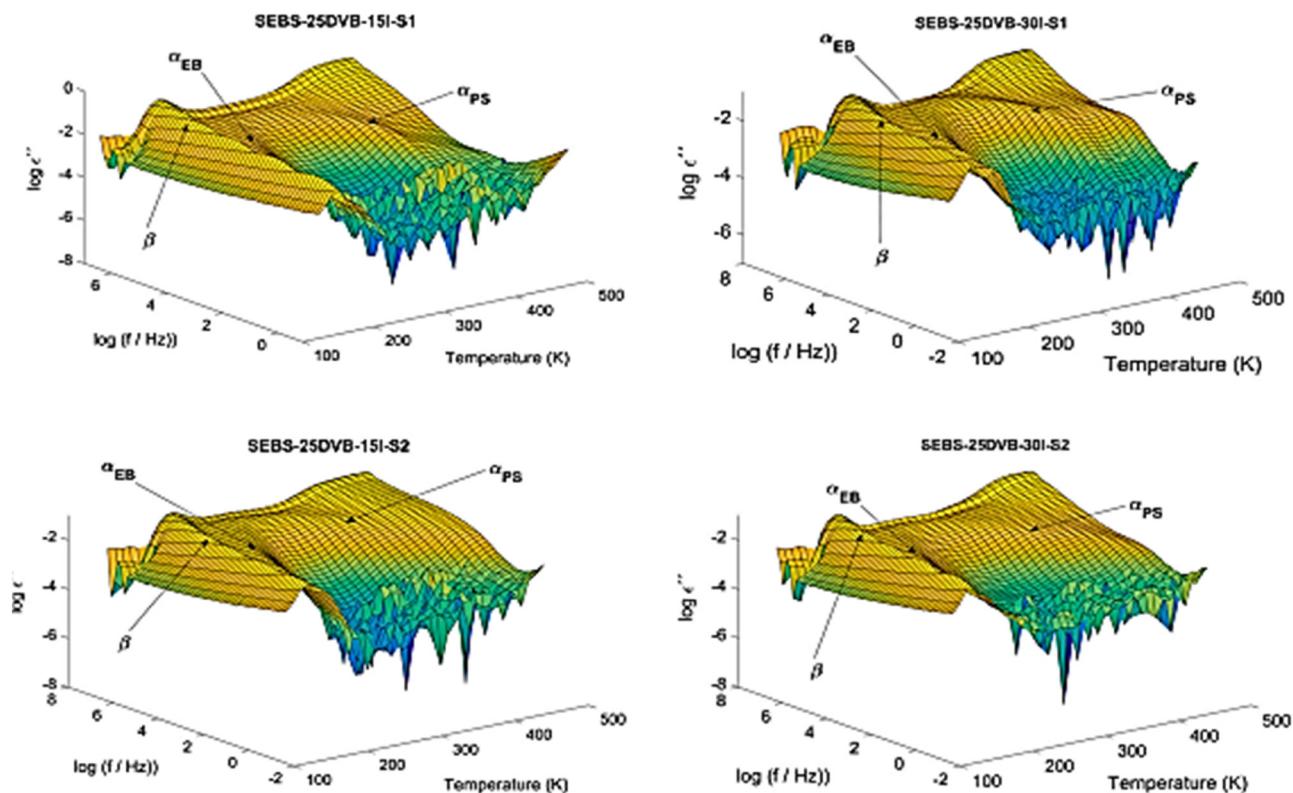 SEBS-25DVB-15I-S1
α_EB
α_PS
0
-2
-4
-6
-8
log ε´´
β
6
4
2
0
log (f / Hz))
100
200
300
400
500
Temperature (K)
SEBS-25DVB-30I-S1
α_EB
α_PS
-2
-4
-6
log ε´´
β
8
6
4
2
0
-2
log (f / Hz))
100
200
300
400
500
Temperature (K)
SEBS-25DVB-15I-S2
α_EB
α_PS
-2
-4
-6
-8
log ε
β
8
6
4
2
0
-2
log (f / Hz))
100
200
300
400
500
Temperature (K)
SEBS-25DVB-30I-S2
α_EB
α_PS
-2
-4
-6
-8
log ε´´
β
8
6
4
2
0
-2
log (f / Hz))
100
200
300
400
500
Temperature (K)